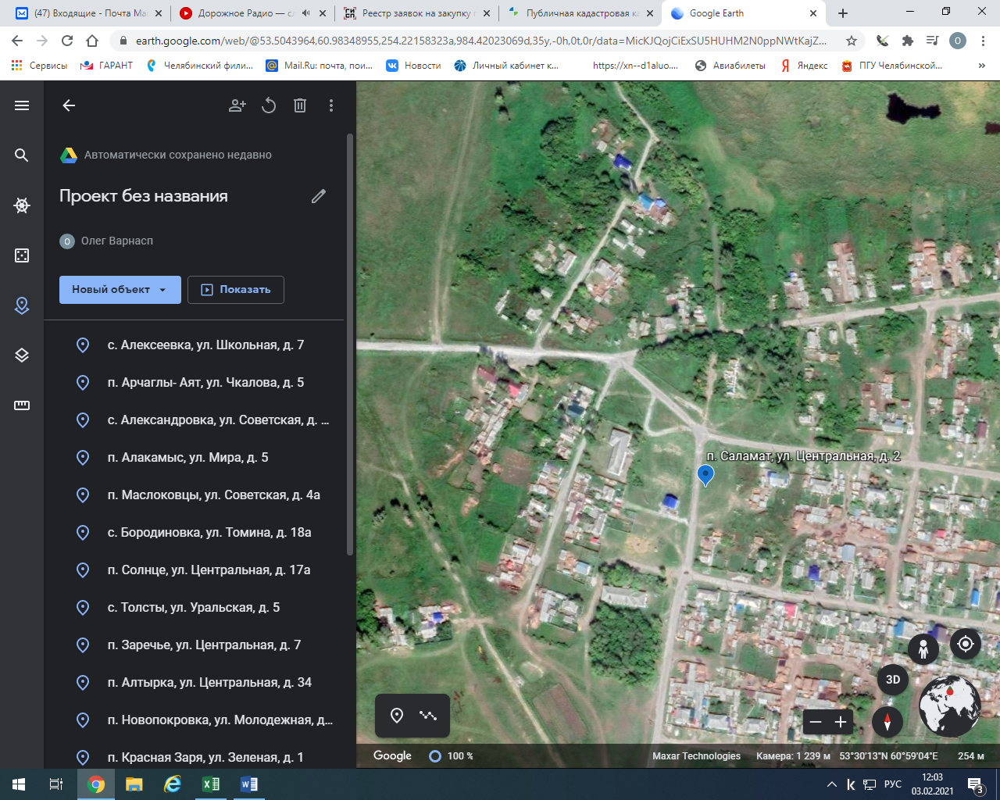 (47) Входящие - Почта Ма
Дорожное Радио — сл
Реестр заявок на закупку г
Публичная кадастровая ка
Google Earth
earth.google.com/web/@53.5043964,60.98348955,254.22158323a,984.42023069d,35y,-0h,0t,0r/data=MicKJQojCiExSU5HUHM2N0ppNWtKajZ...
О
Сервисы
ГАРАНТ
Челябинский фили...
Mail.Ru: почта, пои...
Новости
Личный кабинет к...
https://xn--d1aluo....
Авиабилеты
Яндекс
ПГУ Челябинской...
»
Автоматически сохранено недавно
Проект без названия
О Олег Варнасп
Новый объект
Показать
с. Алексеевка, ул. Школьная, д. 7
п. Арчаглы- Аят, ул. Чкалова, д. 5
с. Александровка, ул. Советская, д. ...
п. Алакамыс, ул. Мира, д. 5
п. Маслоковцы, ул. Советская, д. 4а
с. Бородиновка, ул. Томина, д. 18а
п. Солнце, ул. Центральная, д. 17а
с. Толсты, ул. Уральская, д. 5
п. Заречье, ул. Центральная, д. 7
п. Алтырка, ул. Центральная, д. 34
п. Новопокровка, ул. Молодежная, д...
п. Красная Заря, ул. Зеленая, д. 1
п. Саламат, ул. Центральная, д. 2
3D
Google
100 %
Maxar Technologies
Камера: 1 239 м
53°30'13"N 60°59'04"E
254 м
РУС
12:03
03.02.2021
3